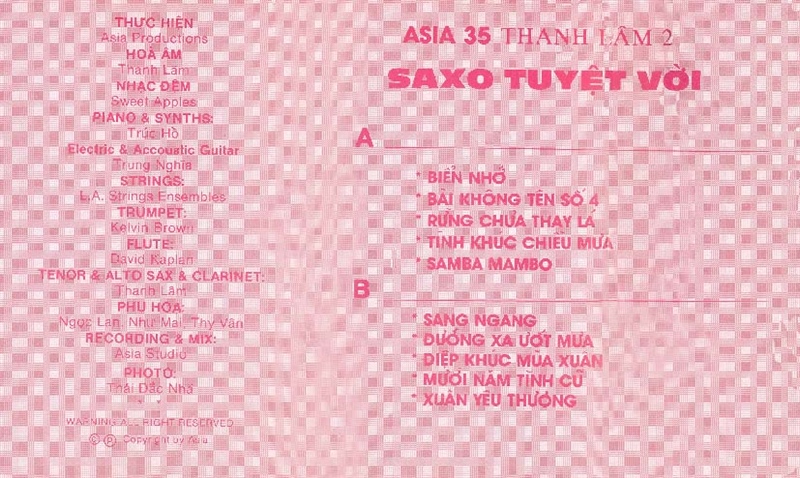 THỰC HIỆN
Asia Productions
HOÀ ÂM
Thanh Lâm
NHẠC ĐỆM
Sweet Apples
PIANO & SYNTHS:
Trúc Hồ
Electric & Accoustic Guitar
Trung Nghĩa
STRINGS:
L.A. Strings Ensembles
TRUMPET:
Kelvin Brown
FLUTE:
David Kaplan
TENOR & ALTO SAX & CLARINET:
Thanh Lâm
PHỤ HOẠ:
Ngọc Lan, Như Mai, Thy Vân
RECORDING & MIX:
Asia Studio
PHOTO:
Thái Đắc Nhã
WARNING ALL RIGHT RESERVED
© ℗ Copyright by Asia
ASIA 35 THANH LÂM 2
SAXO TUYỆT VỜI
A
* BIỂN NHỚ
* BÀI KHÔNG TÊN SỐ 4
* RỪNG CHƯA THAY LÁ
* TÌNH KHÚC CHIỀU MƯA
* SAMBA MAMBO
B
* SANG NGANG
* ĐƯỜNG XA ƯỚT MƯA
* DIỆP KHÚC MÙA XUÂN
* MƯỜI NĂM TÌNH CŨ
* XUÂN YÊU THƯƠNG